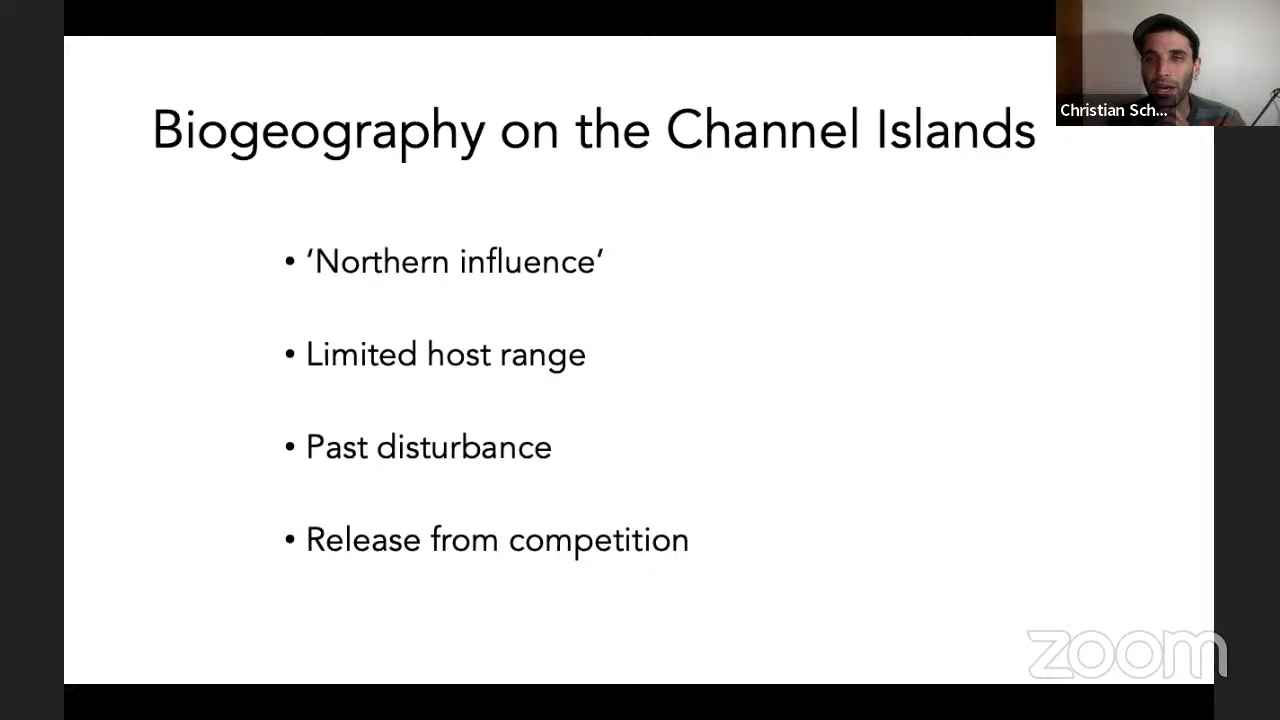 Biogeography on the Channel Islands
Christian Sch...
• ‘Northern influence’
• Limited host range
• Past disturbance
• Release from competition
zoom